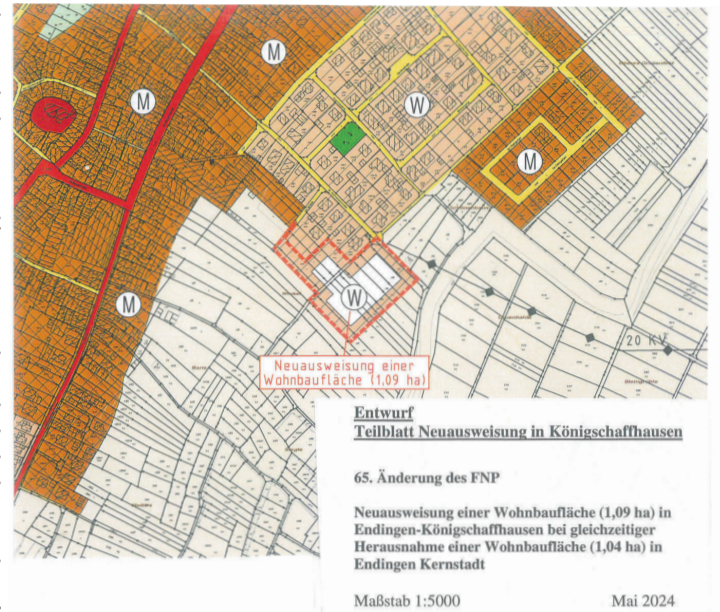 M
M
W
M
M
W
20 KV
Neuausweisung einer
Wohnbaufläche (1,09 ha)
Entwurf
Teilblatt Neuausweisung in Königschaffhausen
65. Änderung des FNP
Neuausweisung einer Wohnbaufläche (1,09 ha) in
Endingen-Königschaffhausen bei gleichzeitiger
Herausnahme einer Wohnbaufläche (1,04 ha) in
Endingen Kernstadt
Maßstab 1:5000 Mai 2024